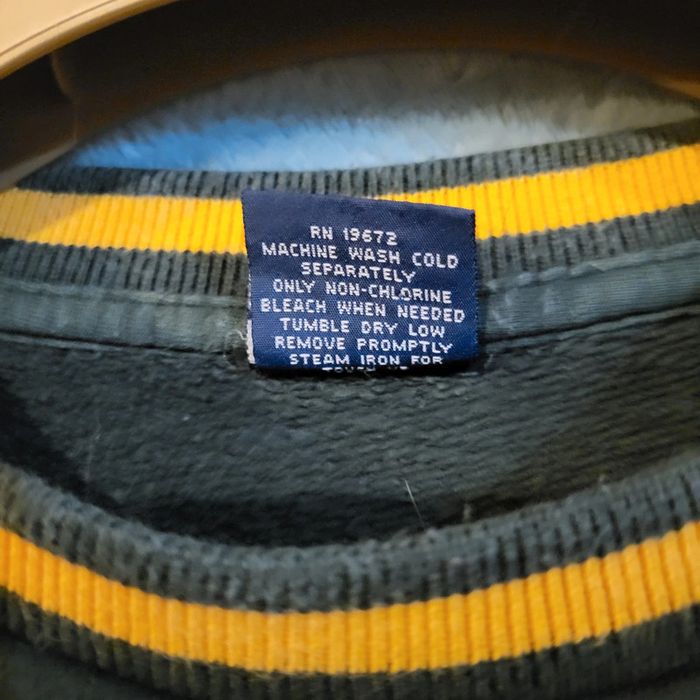 RN 19672
MACHINE WASH COLD
SEPARATELY
ONLY NON-CHLORINE
BLEACH WHEN NEEDED
TUMBLE DRY LOW
REMOVE PROMPTLY
STEAM IRON FOR